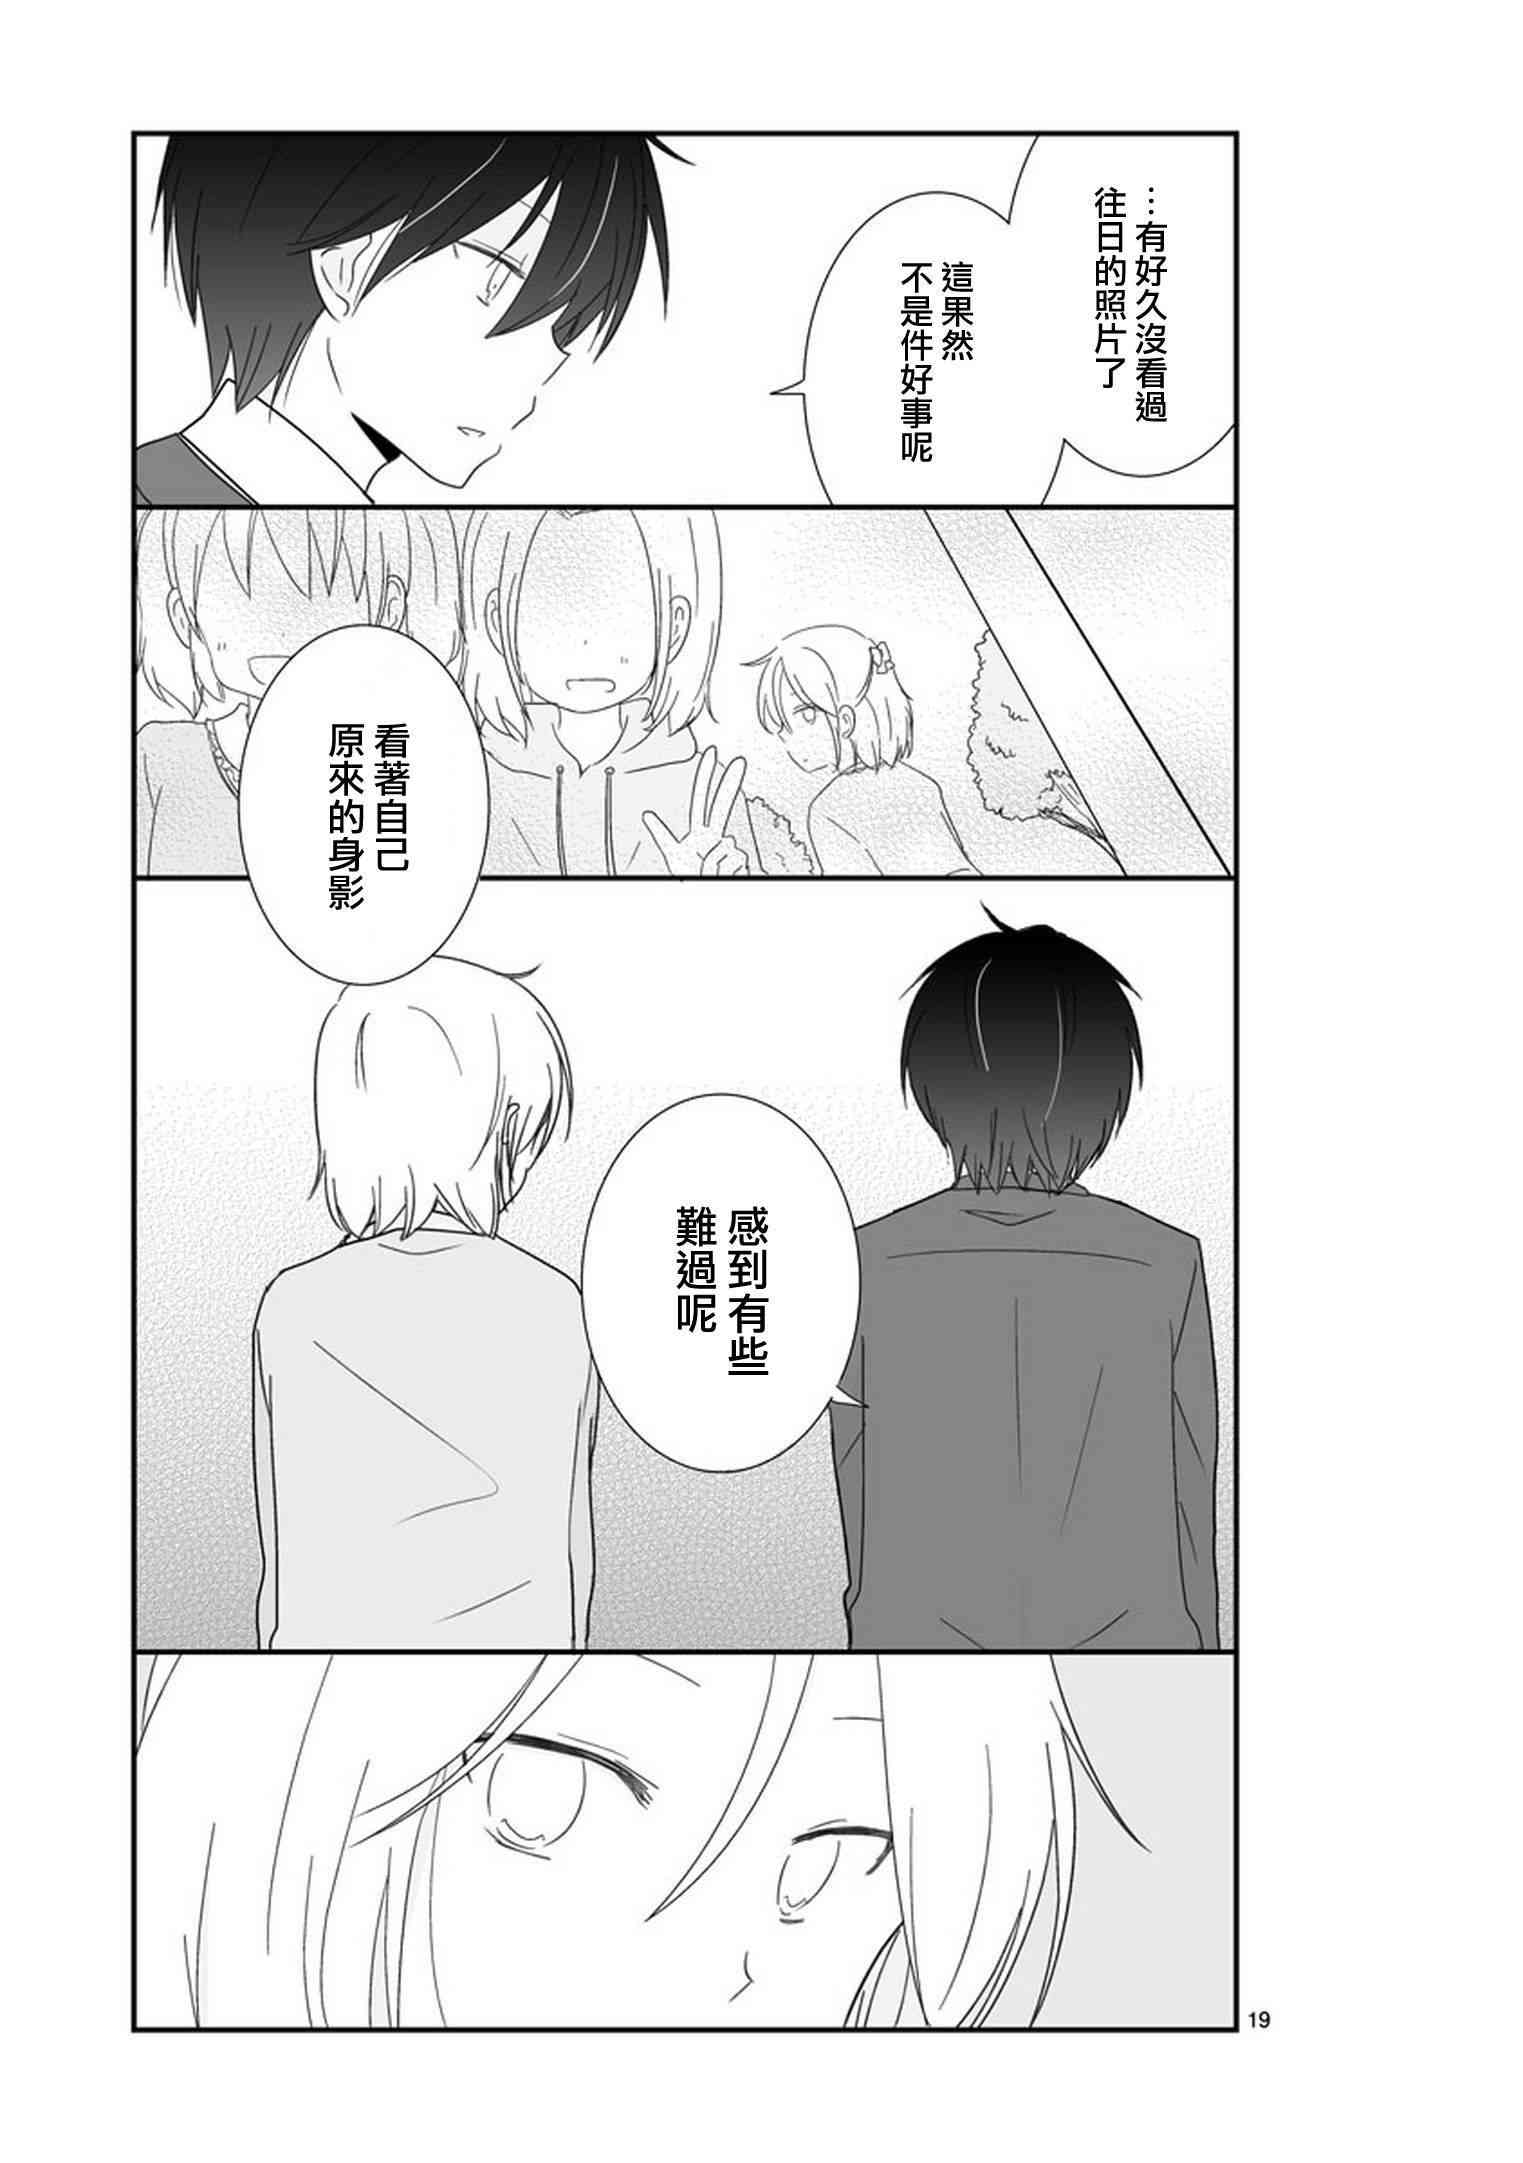 …有好久沒看過
往日的照片了
這果然
不是件好事呢
看著自己
原來的身影
感到有些
難過呢
19